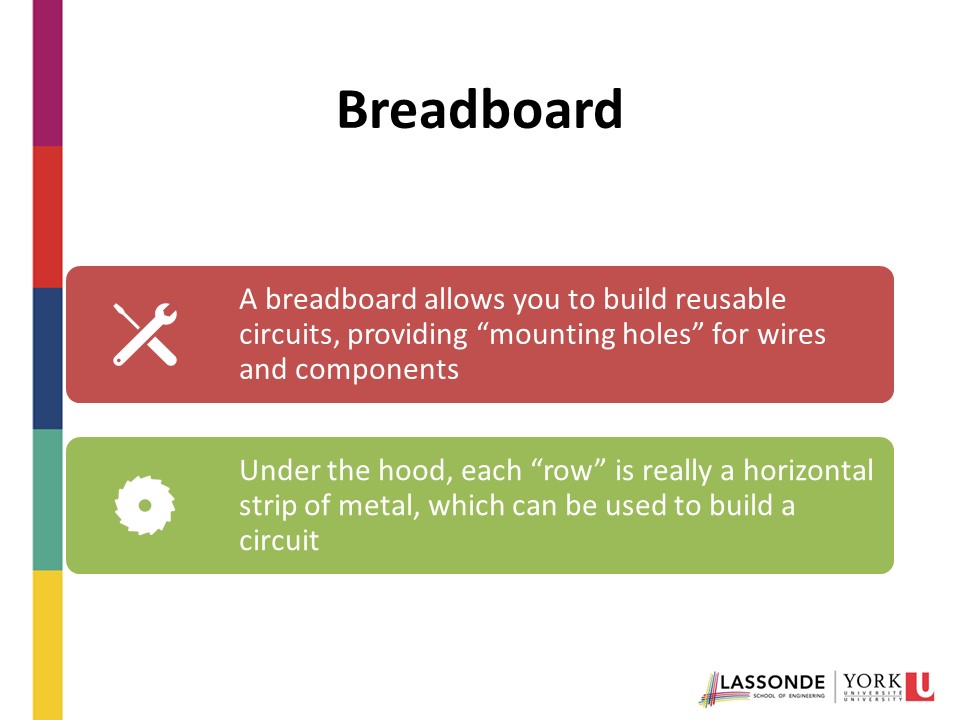 Breadboard
A breadboard allows you to build reusable
circuits, providing “mounting holes” for wires
and components
Under the hood, each “row” is really a horizontal
strip of metal, which can be used to build a
circuit
LASSONDE
SCHOOL OF ENGINEERING
YORK U
UNIVERSITÉ
UNIVERSITY